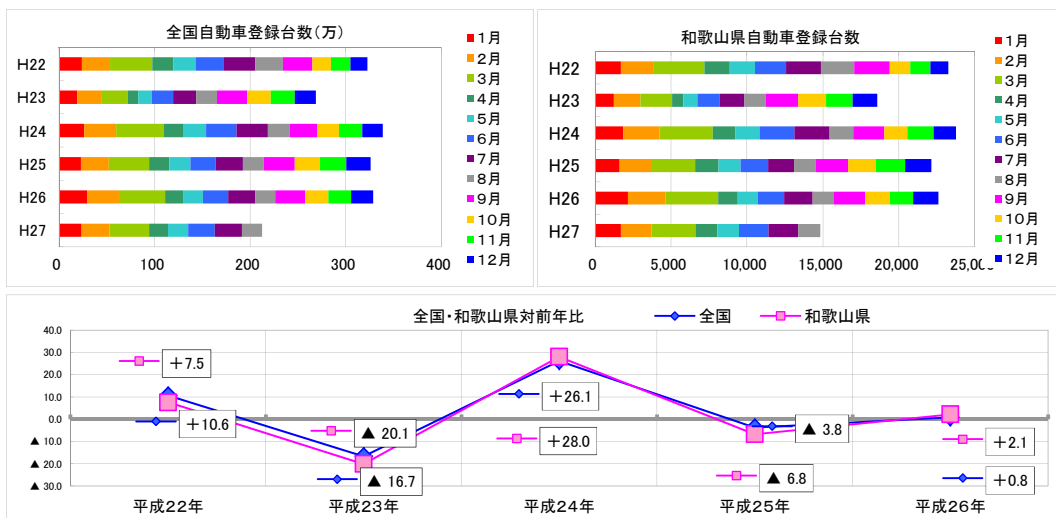 全国自動車登録台数(万)
H22
H23
H24
H25
H26
H27
0
100
200
300
400
1月
2月
3月
4月
5月
6月
7月
8月
9月
10月
11月
12月
和歌山県自動車登録台数
H22
H23
H24
H25
H26
H27
0
5,000
10,000
15,000
20,000
25,000
1月
2月
3月
4月
5月
6月
7月
8月
9月
10月
11月
12月
全国・和歌山県対前年比
全国
和歌山県
40.0
30.0
20.0
10.0
0.0
▲ 10.0
▲ 20.0
▲ 30.0
+7.5
+10.6
▲ 20.1
▲ 16.7
+26.1
+28.0
▲ 3.8
▲ 6.8
+2.1
+0.8
平成22年
平成23年
平成24年
平成25年
平成26年